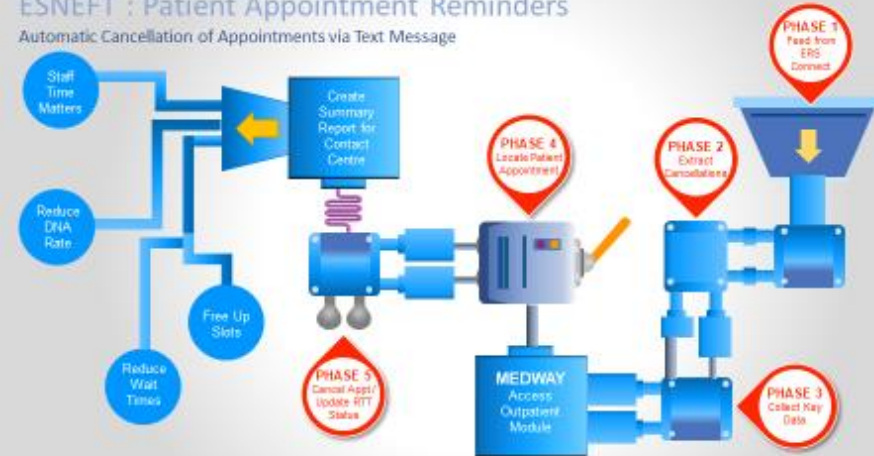 ESNEFT : Patient Appointment Reminders
Automatic Cancellation of Appointments via Text Message
Staff
Time
Matters
Reduce
DNA
Rate
Free Up
Slots
Reduce
Wait
Times
Create
Summary
Report for
Contact
Centre
PHASE 5
Cancel Appt/
Update RTT
Status
PHASE 4
Locate Patient
Appointment
MEDWAY
Access
Outpatient
Module
PHASE 2
Extract
Cancellations
PHASE 1
Feed from
ERS
Connect
PHASE 3
Collect Key
Data